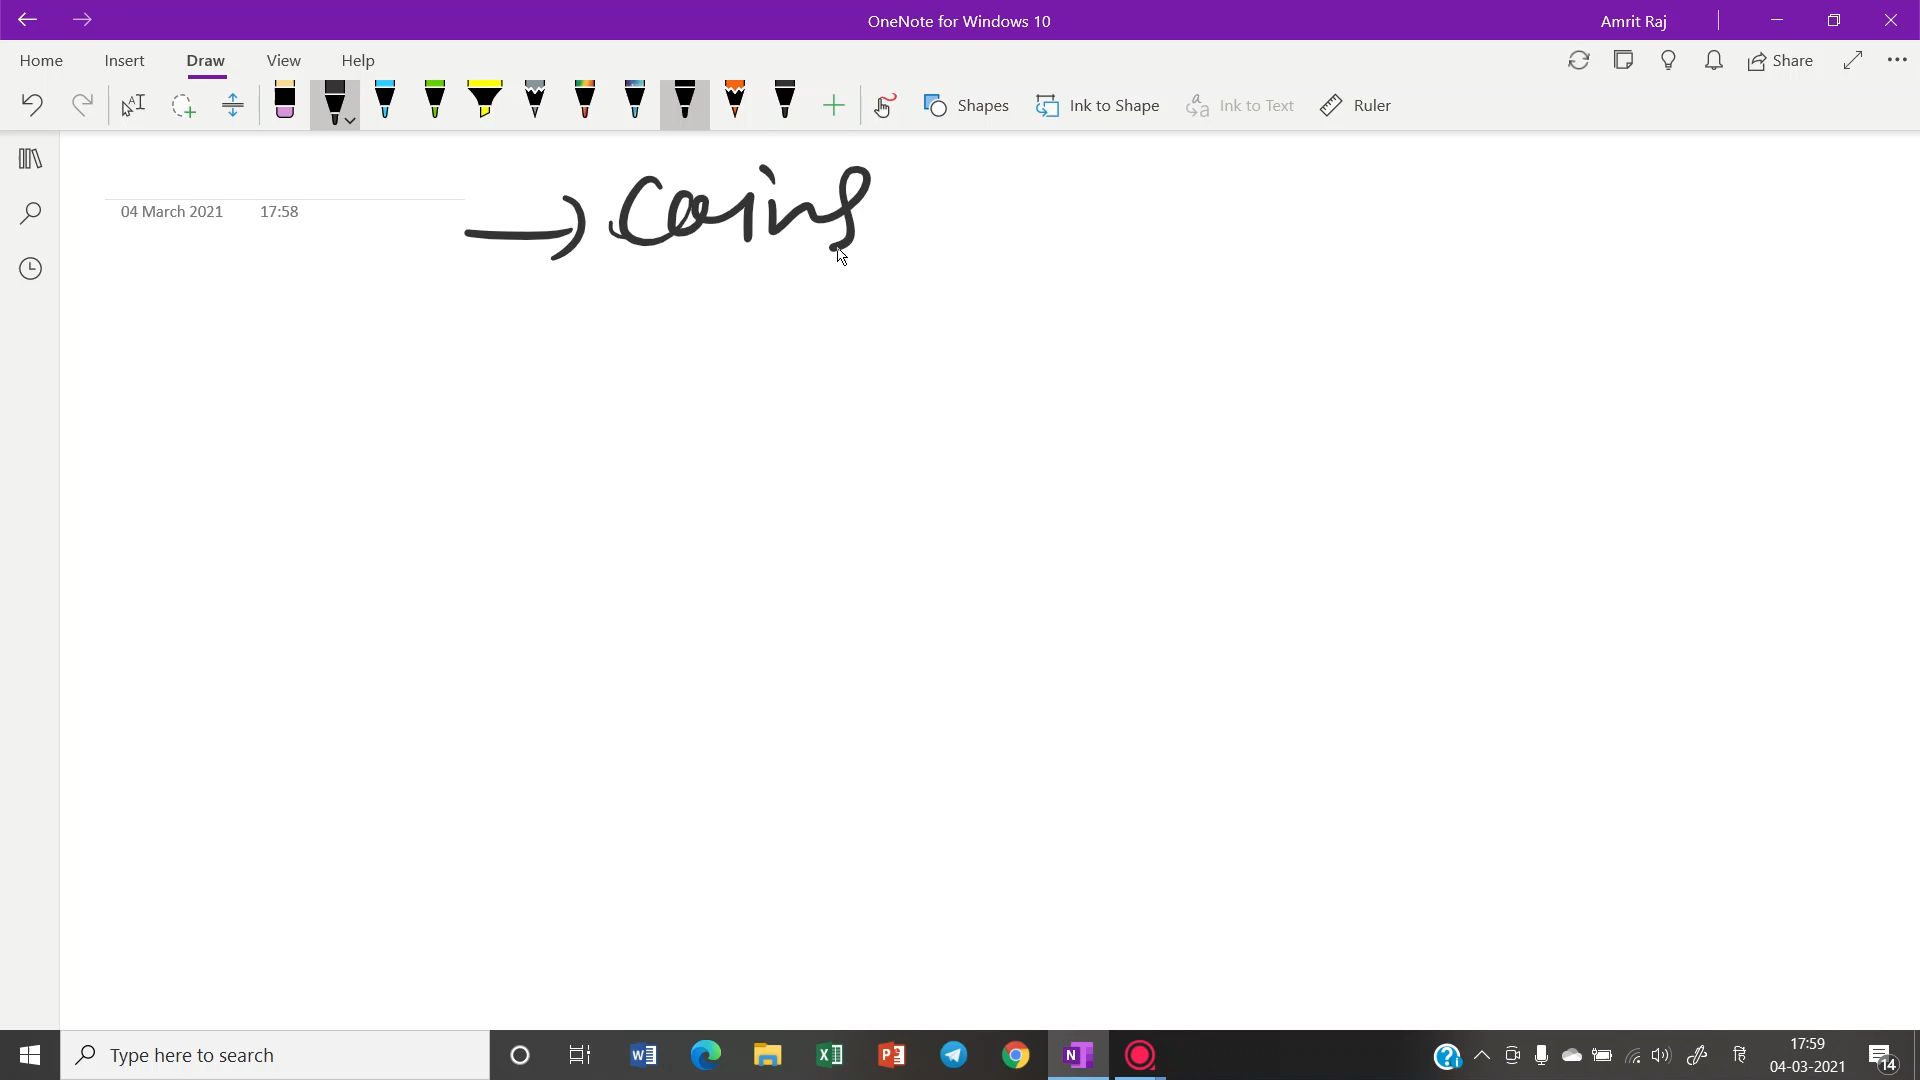 OneNote for Windows 10
Amrit Raj
Home Insert Draw View Help
Share
Shapes Ink to Shape Ink to Text Ruler
→ Coins
04 March 2021 17:58
Type here to search
हिं
17:59
04-03-2021
14